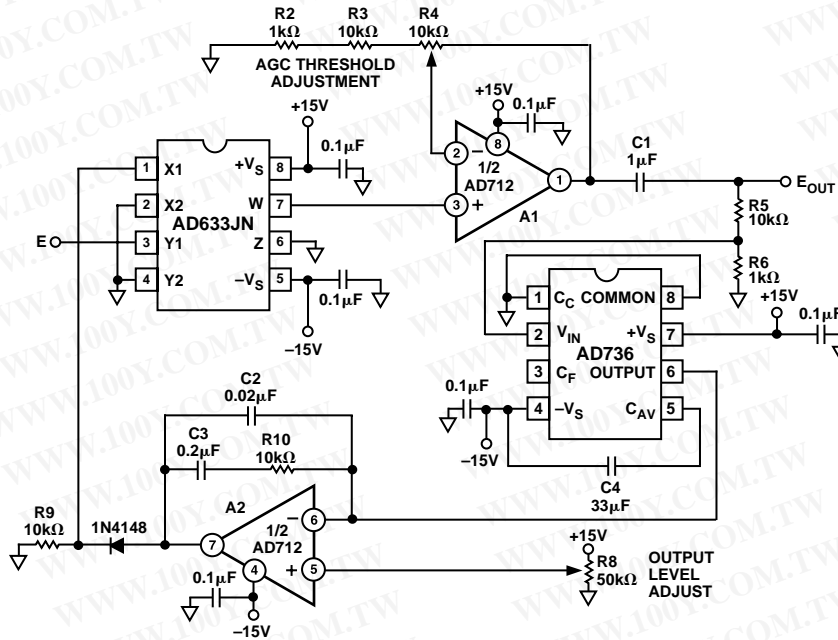 R2
1kΩ
R3
10kΩ
R4
10kΩ
AGC THRESHOLD
ADJUSTMENT
+15V
0.1µF
+15V
0.1µF
1 X1
2 X2
3 Y1
4 Y2
AD633JN
+VS 8
W 7
Z 6
–VS 5
E
0.1µF
–15V
2
3
8
1
–
+
1/2
AD712
A1
C1
1µF
EOUT
R5
10kΩ
R6
1kΩ
+15V
0.1µF
1 CC
2 VIN
3 CF
4 –VS
AD736
COMMON 8
+VS 7
OUTPUT 6
CAV 5
0.1µF
–15V
C4
33µF
C2
0.02µF
C3
0.2µF
R10
10kΩ
R9
10kΩ
1N4148
A2
1/2
AD712
–
+
7
6
5
4
0.1µF
–15V
+15V
R8
50kΩ
OUTPUT
LEVEL
ADJUST
WWW.100Y.COM.TW